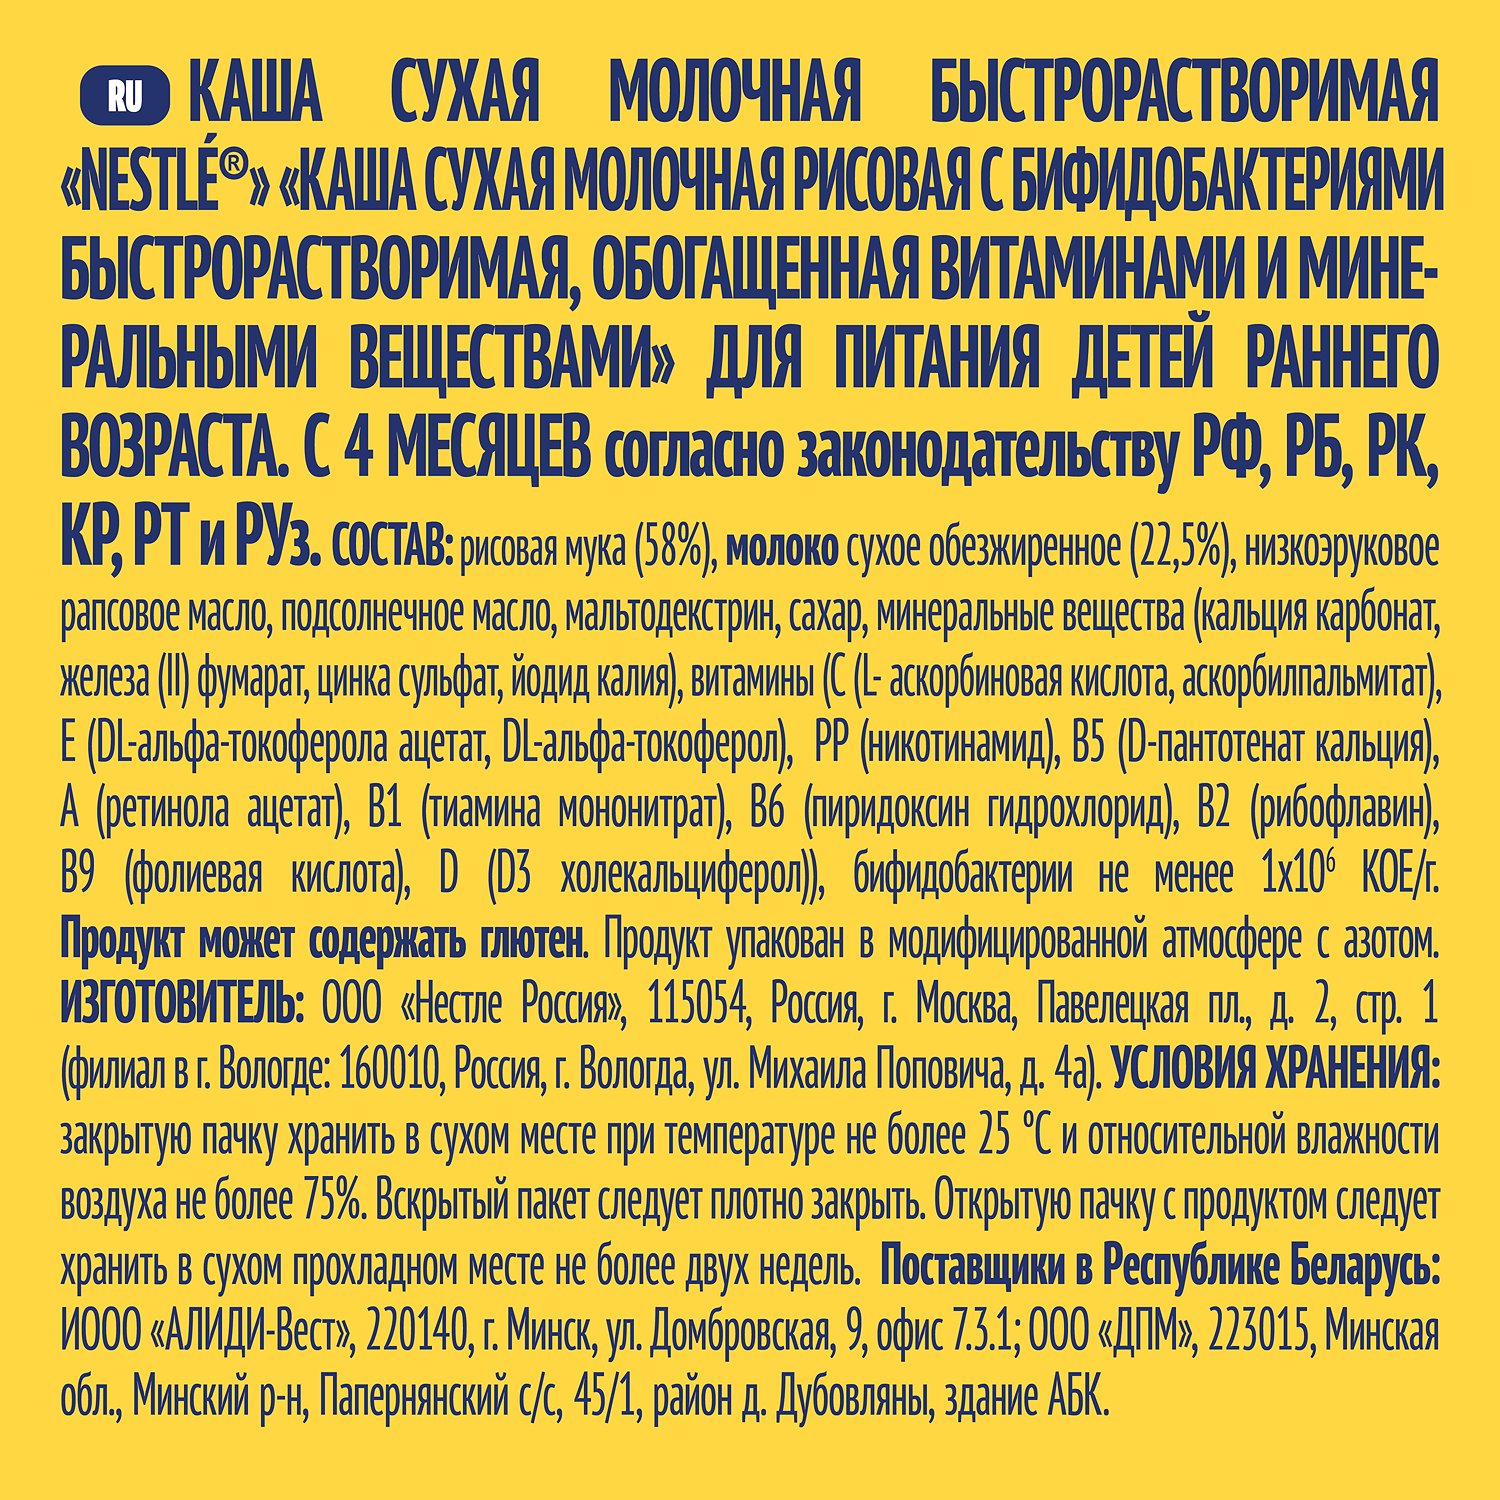 RU КАША СУХАЯ МОЛОЧНАЯ БЫСТРОРАСТВОРИМАЯ
«NESTLÉ®» «КАША СУХАЯ МОЛОЧНАЯ РИСОВАЯ С БИФИДОБАКТЕРИЯМИ
БЫСТРОРАСТВОРИМАЯ, ОБОГАЩЕННАЯ ВИТАМИНАМИ И МИНЕ-
РАЛЬНЫМИ ВЕЩЕСТВАМИ» ДЛЯ ПИТАНИЯ ДЕТЕЙ РАННЕГО
ВОЗРАСТА. С 4 МЕСЯЦЕВ согласно законодательству РФ, РБ, РК,
КР, РТ и РУз. СОСТАВ: рисовая мука (58%), молоко сухое обезжиренное (22,5%), низкоэруковое
рапсовое масло, подсолнечное масло, мальтодекстрин, сахар, минеральные вещества (кальция карбонат,
железа (II) фумарат, цинка сульфат, йодид калия), витамины (С (L- аскорбиновая кислота, аскорбилпальмитат),
Е (DL-альфа-токоферола ацетат, DL-альфа-токоферол), РР (никотинамид), В5 (D-пантотенат кальция),
А (ретинола ацетат), В1 (тиамина мононитрат), В6 (пиридоксин гидрохлорид), В2 (рибофлавин),
В9 (фолиевая кислота), D (D3 холекальциферол)), бифидобактерии не менее 1х10⁶ КОЕ/г.
Продукт может содержать глютен. Продукт упакован в модифицированной атмосфере с азотом.
ИЗГОТОВИТЕЛЬ: ООО «Нестле Россия», 115054, Россия, г. Москва, Павелецкая пл., д. 2, стр. 1
(филиал в г. Вологде: 160010, Россия, г. Вологда, ул. Михаила Поповича, д. 4а). УСЛОВИЯ ХРАНЕНИЯ:
закрытую пачку хранить в сухом месте при температуре не более 25 ºС и относительной влажности
воздуха не более 75%. Вскрытый пакет следует плотно закрыть. Открытую пачку с продуктом следует
хранить в сухом прохладном месте не более двух недель. Поставщики в Республике Беларусь:
ИООО «АЛИДИ-Вест», 220140, г. Минск, ул. Домбровская, 9, офис 7.3.1; ООО «ДПМ», 223015, Минская
обл., Минский р-н, Папернянский с/с, 45/1, район д. Дубовляны, здание АБК.